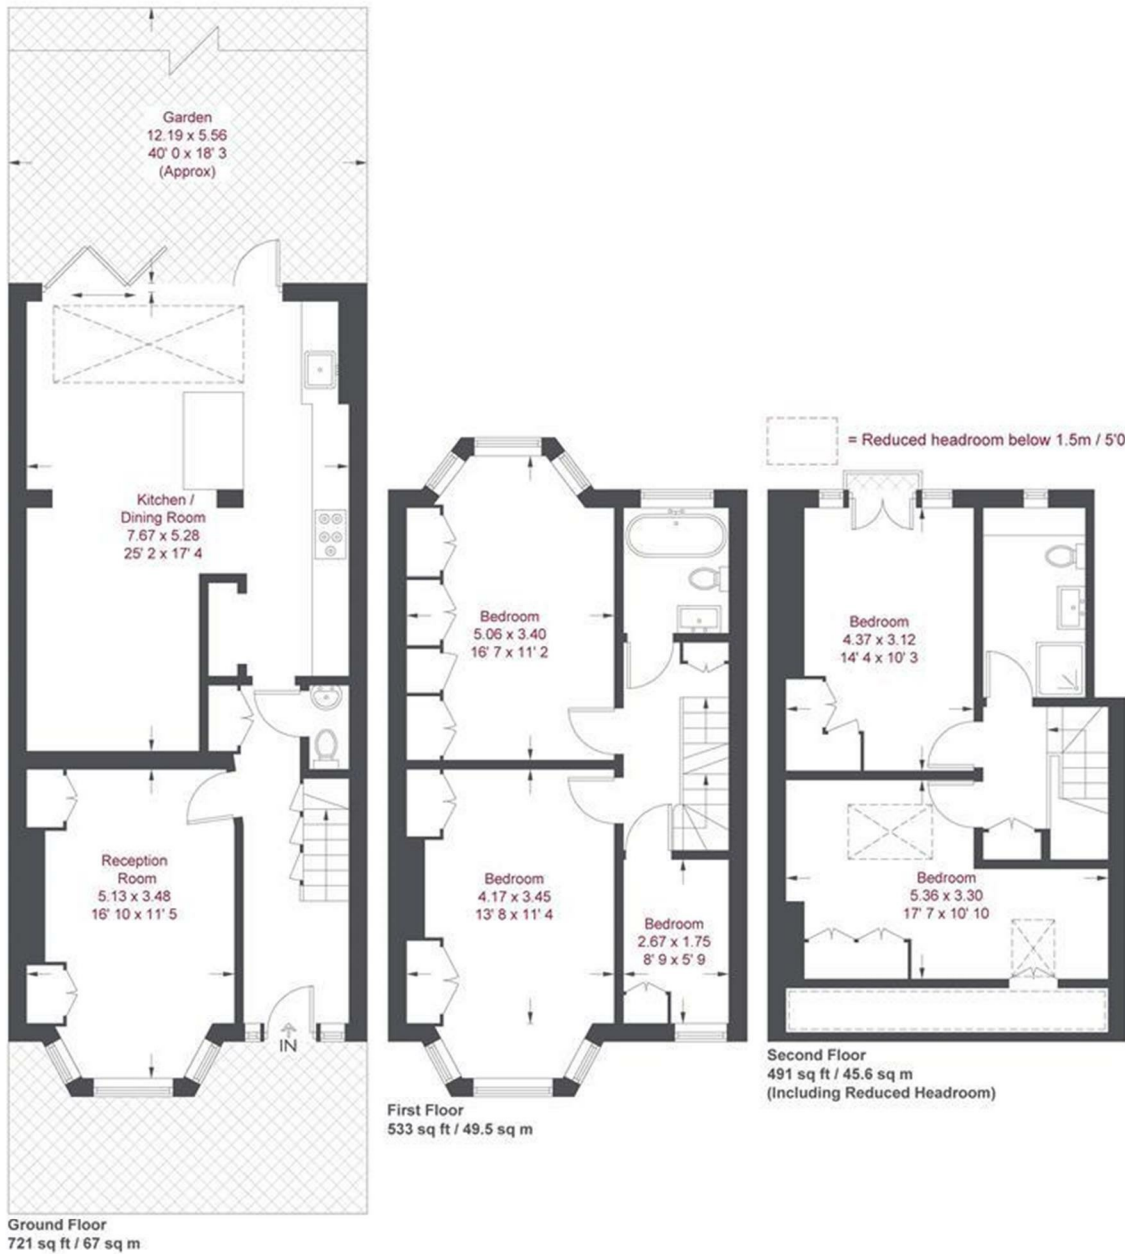 Garden
12.19 x 5.56
40' 0 x 18' 3
(Approx)
Kitchen /
Dining Room
7.67 x 5.28
25' 2 x 17' 4
Reception
Room
5.13 x 3.48
16' 10 x 11' 5
IN
Ground Floor
721 sq ft / 67 sq m
Bedroom
5.06 x 3.40
16' 7 x 11' 2
Bedroom
4.17 x 3.45
13' 8 x 11' 4
Bedroom
2.67 x 1.75
8' 9 x 5' 9
First Floor
533 sq ft / 49.5 sq m
= Reduced headroom below 1.5m / 5'0
Bedroom
4.37 x 3.12
14' 4 x 10' 3
Bedroom
5.36 x 3.30
17' 7 x 10' 10
Second Floor
491 sq ft / 45.6 sq m
(Including Reduced Headroom)